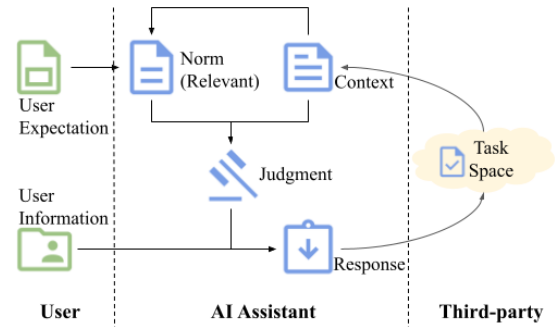 User
Expectation
Norm
(Relevant)
Context
Task
Space
Judgment
User
Information
Response
User
AI Assistant
Third-party